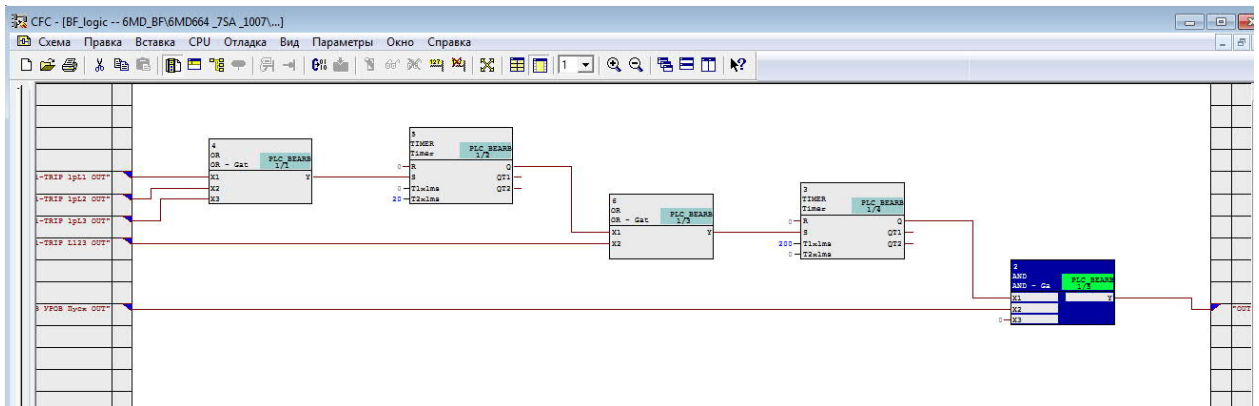 CFC - [BF_logic -- 6MD_BF\6MD664 _7SA _1007\...]
Схема Правка Вставка CPU Отладка Вид Параметры Окно Справка
1
4
OR
OR - Gat PLC_BEARB
1/1
X1 Y
X2
X3
5
TIMER
Timer PLC_BEARB
1/2
0 R Q
S QT1
0 T1x1ms QT2
20 T2x1ms
6
OR
OR - Gat PLC_BEARB
1/3
X1 Y
X2
3
TIMER
Timer PLC_BEARB
1/4
0 R Q
S QT1
200 T1x1ms QT2
0 T2x1ms
2
AND
AND - Ga PLC_BEARB
1/5
X1 Y
X2
0 X3
-TRIP 1pL1 OUT"
-TRIP 1pL2 OUT"
-TRIP 1pL3 OUT"
-TRIP L123 OUT"
УРОВ Пуск OUT"
"OUT